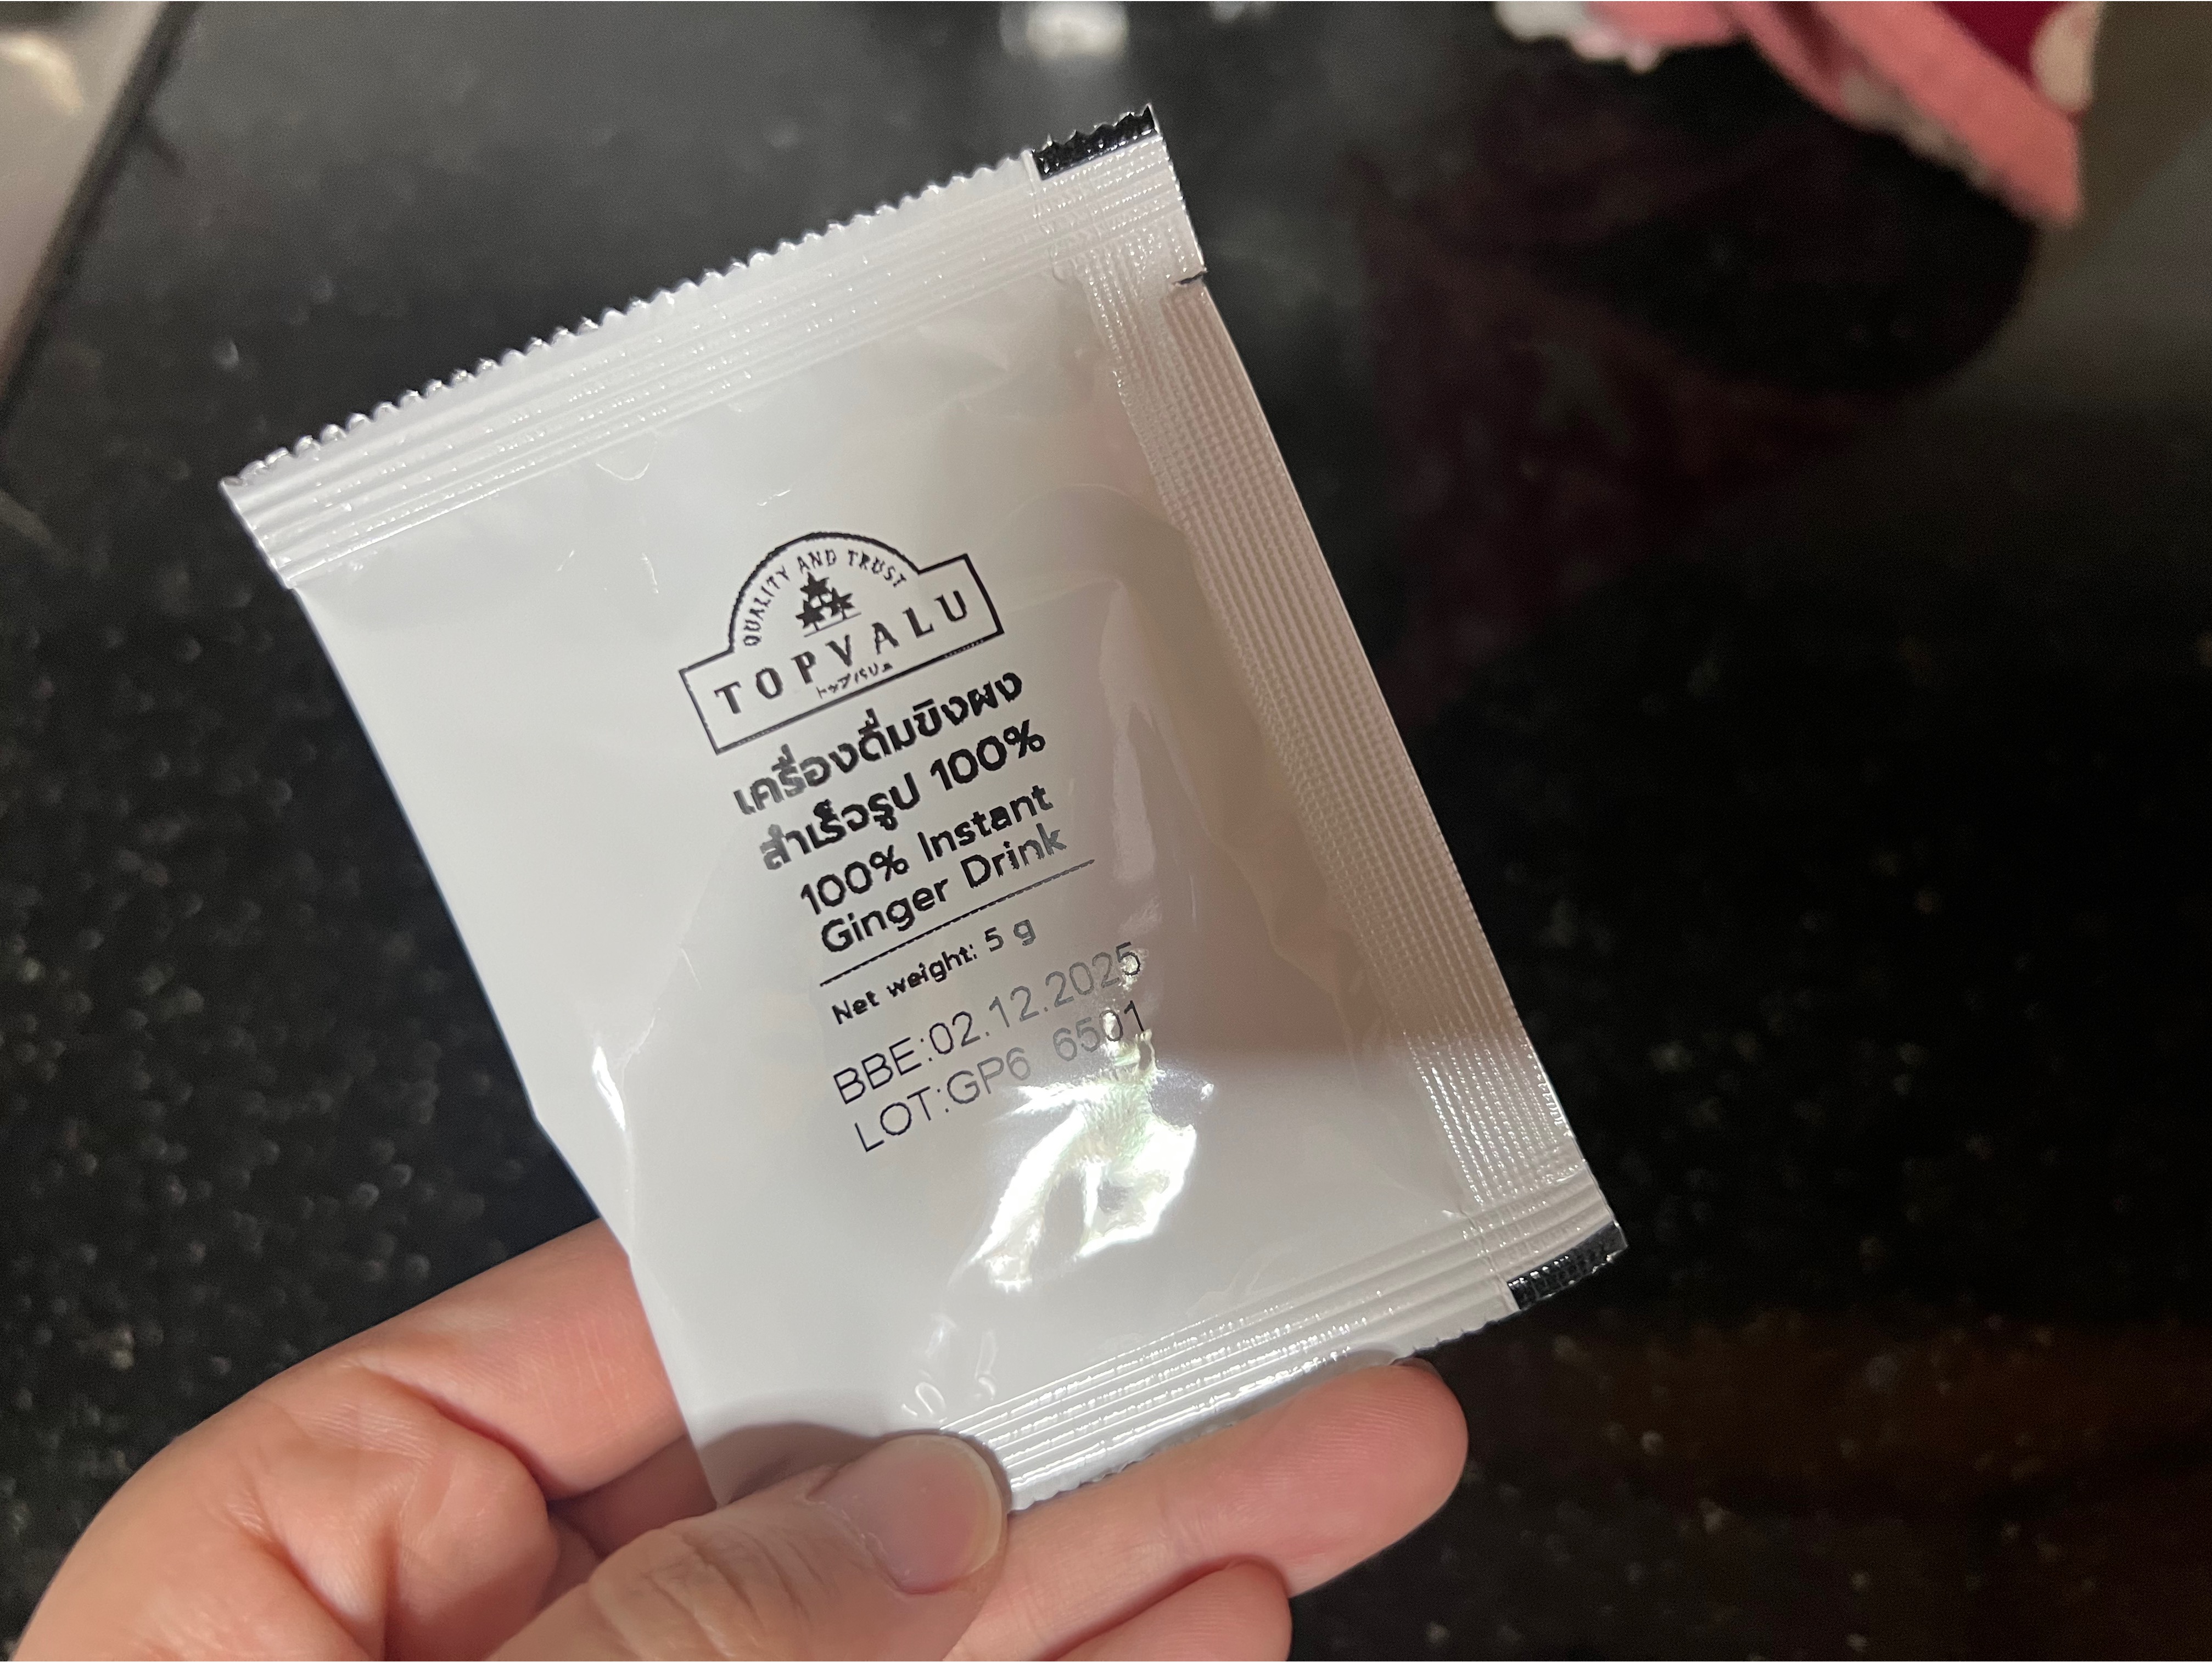 QUALITY AND TRUST
TOPVALU
トップバリュ
เครื่องดื่มขิงผง
สำเร็จรูป 100%
100% Instant
Ginger Drink
Net weight: 5 g
BBE:02.12.2025
LOT:GP6 6501